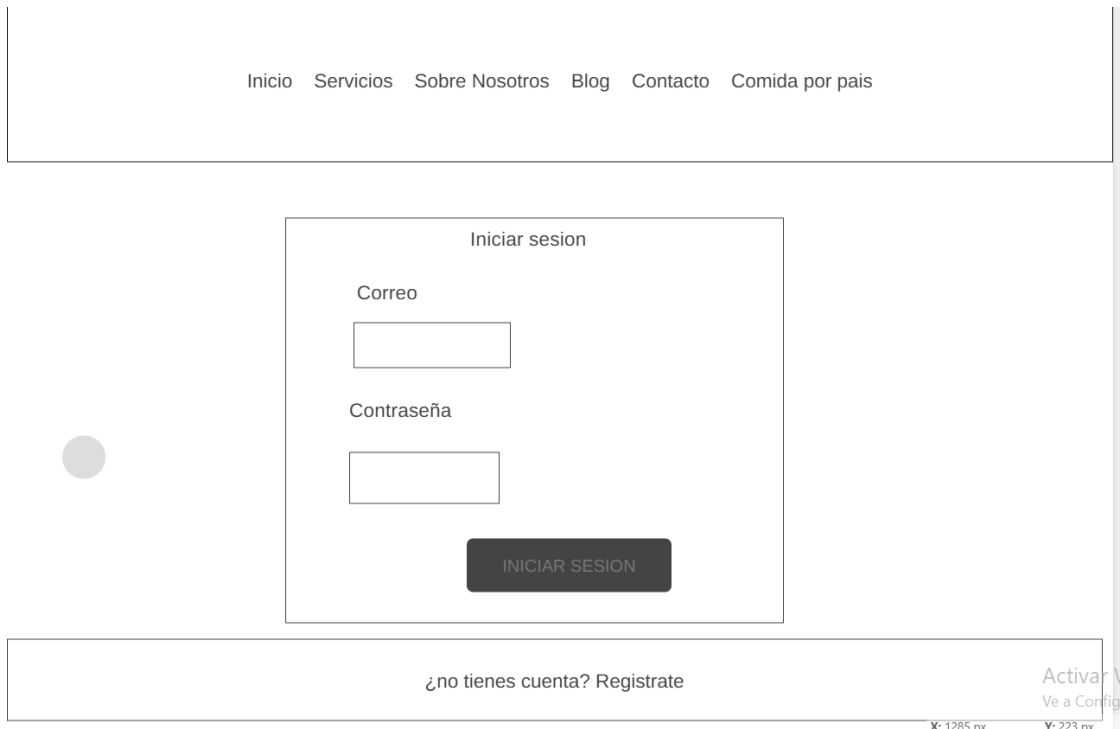 Inicio Servicios Sobre Nosotros Blog Contacto Comida por pais
Iniciar sesion
Correo
Contraseña
INICIAR SESION
¿no tienes cuenta? Registrate
Activar
Ve a Config
X: 1285 px Y: 223 px